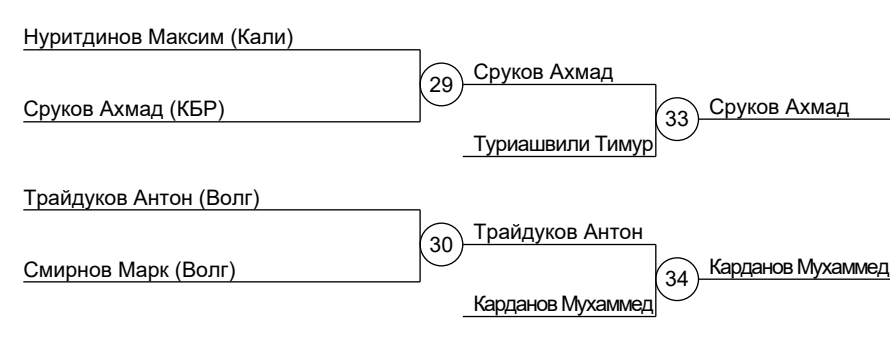 Нуритдинов Максим (Кали)
29
Сруков Ахмад
Сруков Ахмад (КБР)
33
Сруков Ахмад
Туриашвили Тимур
Трайдуков Антон (Волг)
30
Трайдуков Антон
Смирнов Марк (Волг)
34
Карданов Мухаммед
Карданов Мухаммед